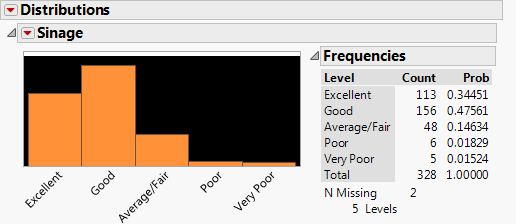 Distributions
Sinage
Excellent
Good
Average/Fair
Poor
Very Poor
Frequencies
Level Count Prob
Excellent 113 0.34451
Good 156 0.47561
Average/Fair 48 0.14634
Poor 6 0.01829
Very Poor 5 0.01524
Total 328 1.00000
N Missing 2
5 Levels